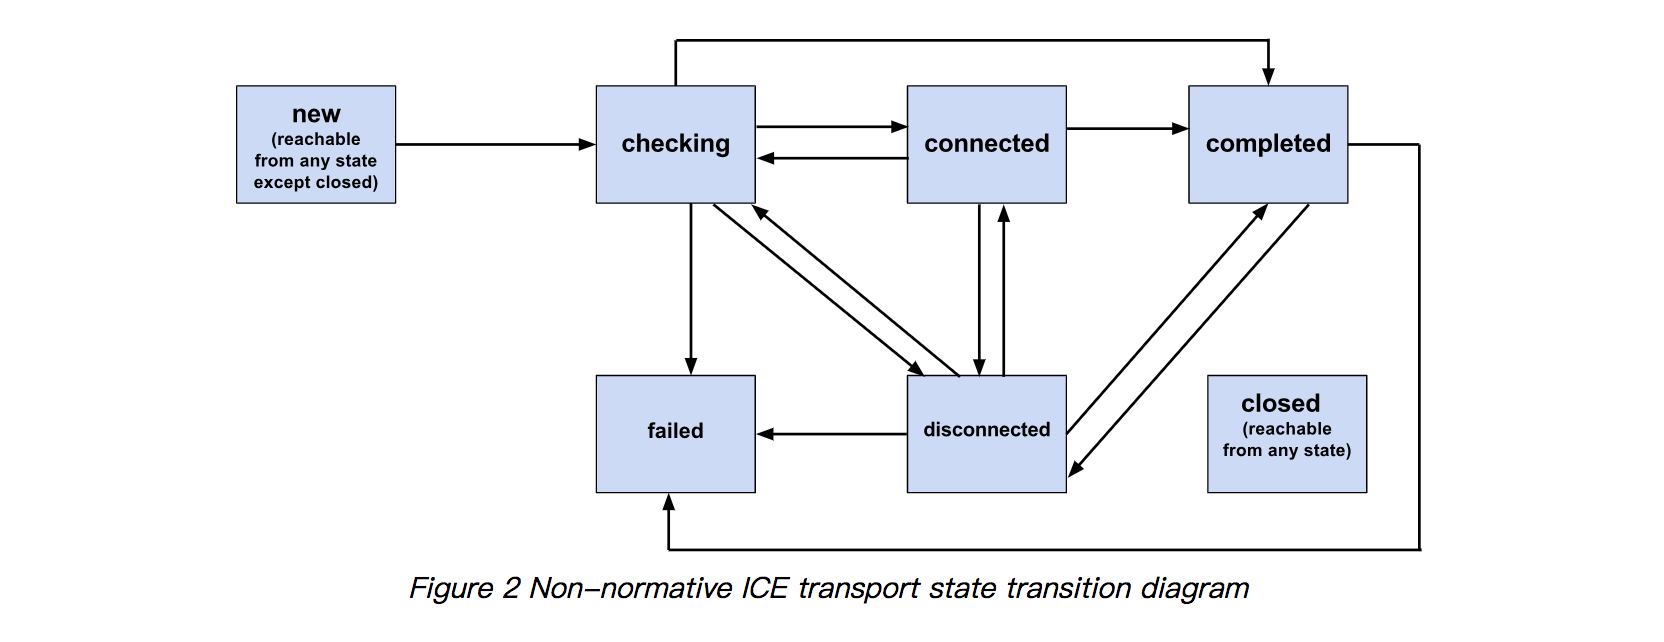 new
(reachable
from any state
except closed)
checking
connected
completed
failed
disconnected
closed
(reachable
from any state)
Figure 2 Non–normative ICE transport state transition diagram